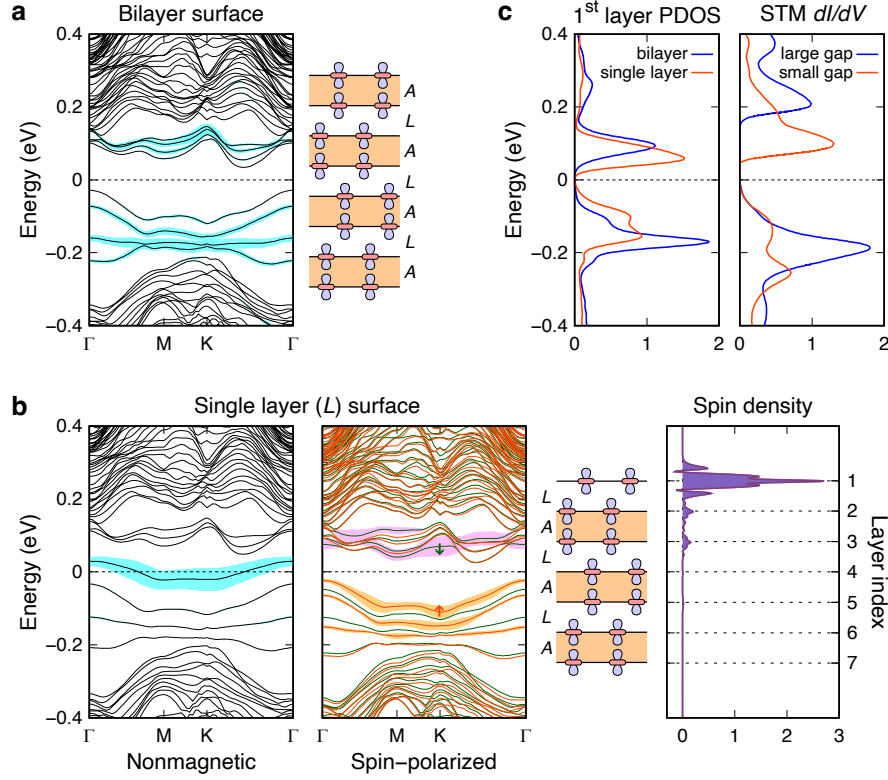 a
Bilayer surface
Energy (eV)
0.4
0.2
0
−0.2
−0.4
Γ M K Γ
A
L
A
L
A
L
A
c
1st layer PDOS
bilayer
single layer
0.4
0.2
0
−0.2
−0.4
Energy (eV)
0 1 2
STM dI/dV
large gap
small gap
0 1 2
b
Single layer (L) surface
Energy (eV)
0.4
0.2
0
−0.2
−0.4
Γ M K Γ
Nonmagnetic
Γ M K Γ
Spin−polarized
L
A
L
A
L
A
Spin density
1
2
3
4
5
6
7
Layer index
0 1 2 3